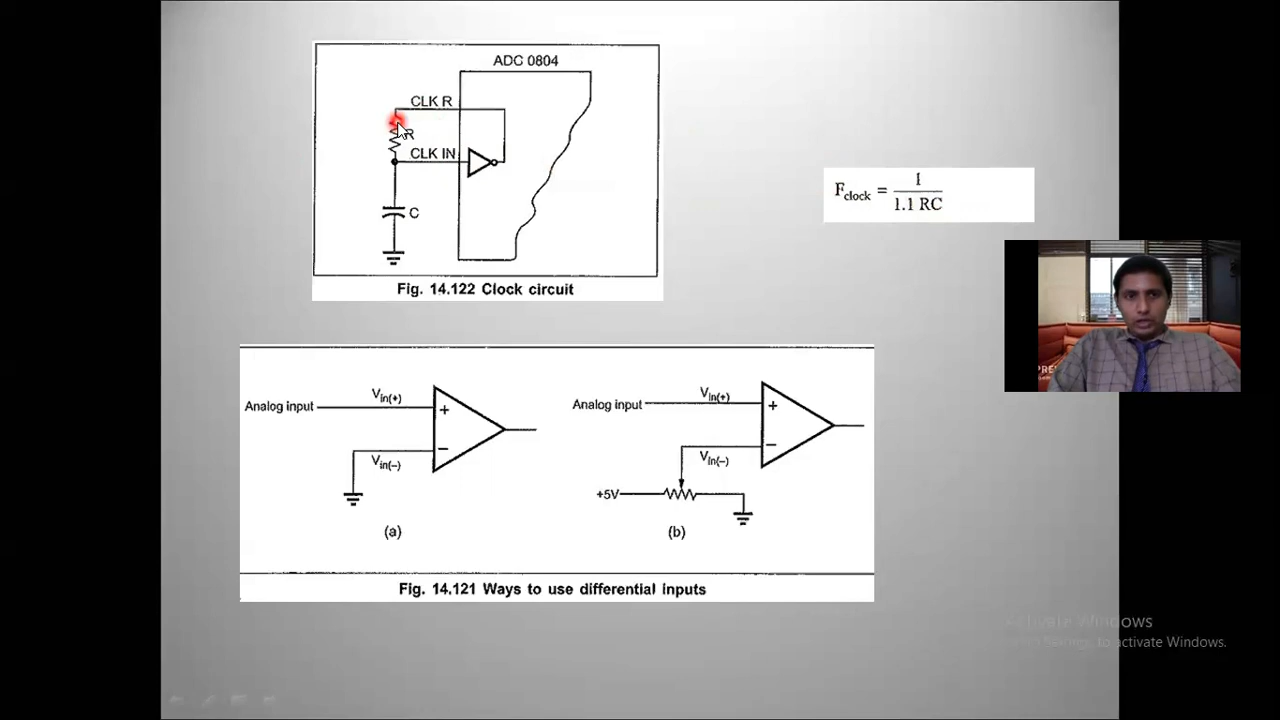 ADC 0804
CLK R
R
CLK IN
C
Fig. 14.122 Clock circuit
F_clock = 1 / 1.1 RC
Analog input
V_in(+)
+
−
V_in(−)
(a)
Analog input
V_in(+)
+
−
V_in(−)
+5V
(b)
Fig. 14.121 Ways to use differential inputs
Activate Windows
to activate Windows.